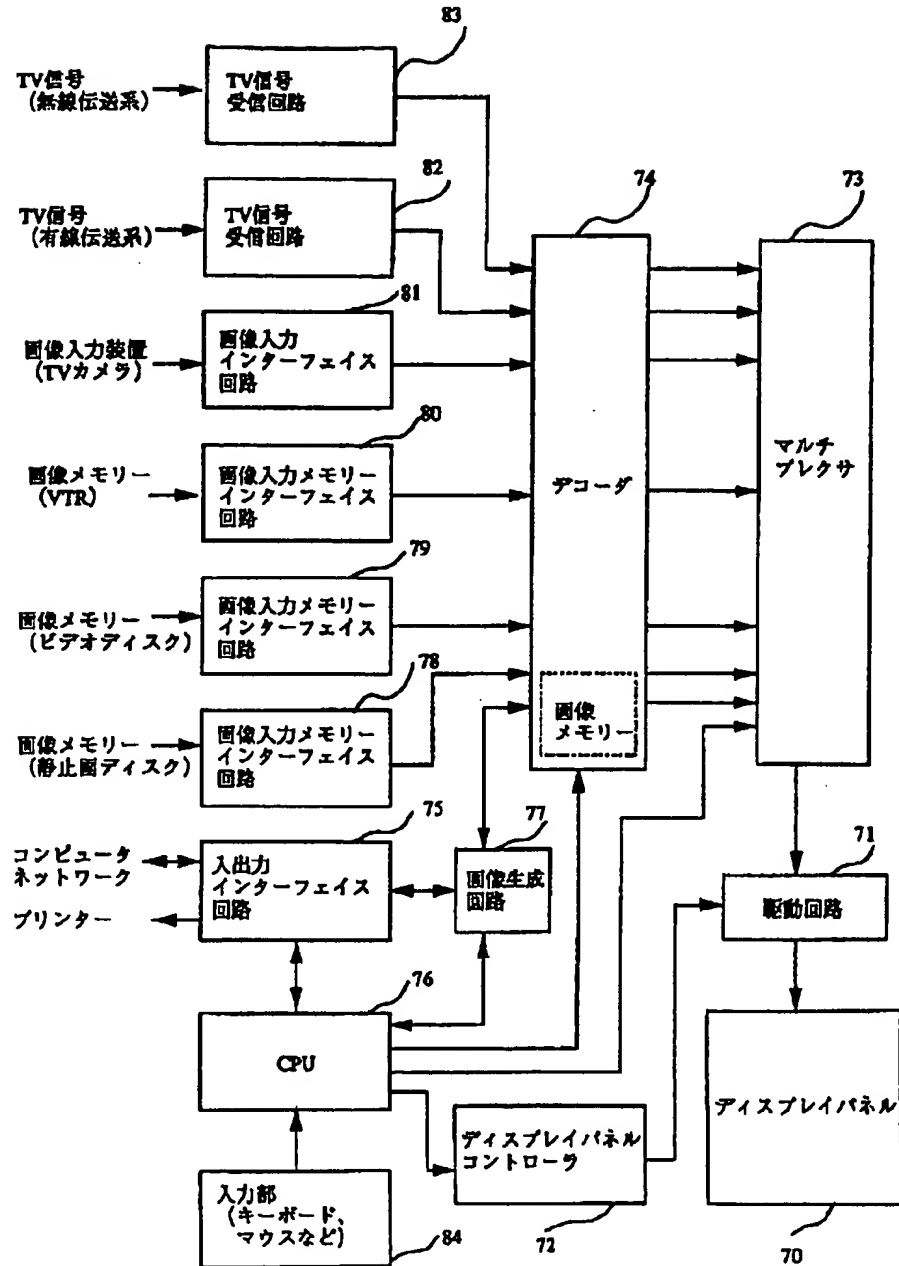 83
TV信号
(無線伝送系)
TV信号
受信回路
82
TV信号
(有線伝送系)
TV信号
受信回路
74
73
81
画像入力装置
(TVカメラ)
画像入力
インターフェイス
回路
80
画像メモリー
(VTR)
画像入力メモリー
インターフェイス
回路
デコーダ
マルチ
プレクサ
79
画像メモリー
(ビデオディスク)
画像入力メモリー
インターフェイス
回路
78
画像メモリー
(静止画ディスク)
画像入力メモリー
インターフェイス
回路
画像
メモリー
75
コンピュータ
ネットワーク
プリンター
入出力
インターフェイス
回路
77
画像生成
回路
71
駆動回路
76
CPU
ディスプレイパネル
コントローラ
72
ディスプレイパネル
70
入力部
(キーボード、
マウスなど)
84